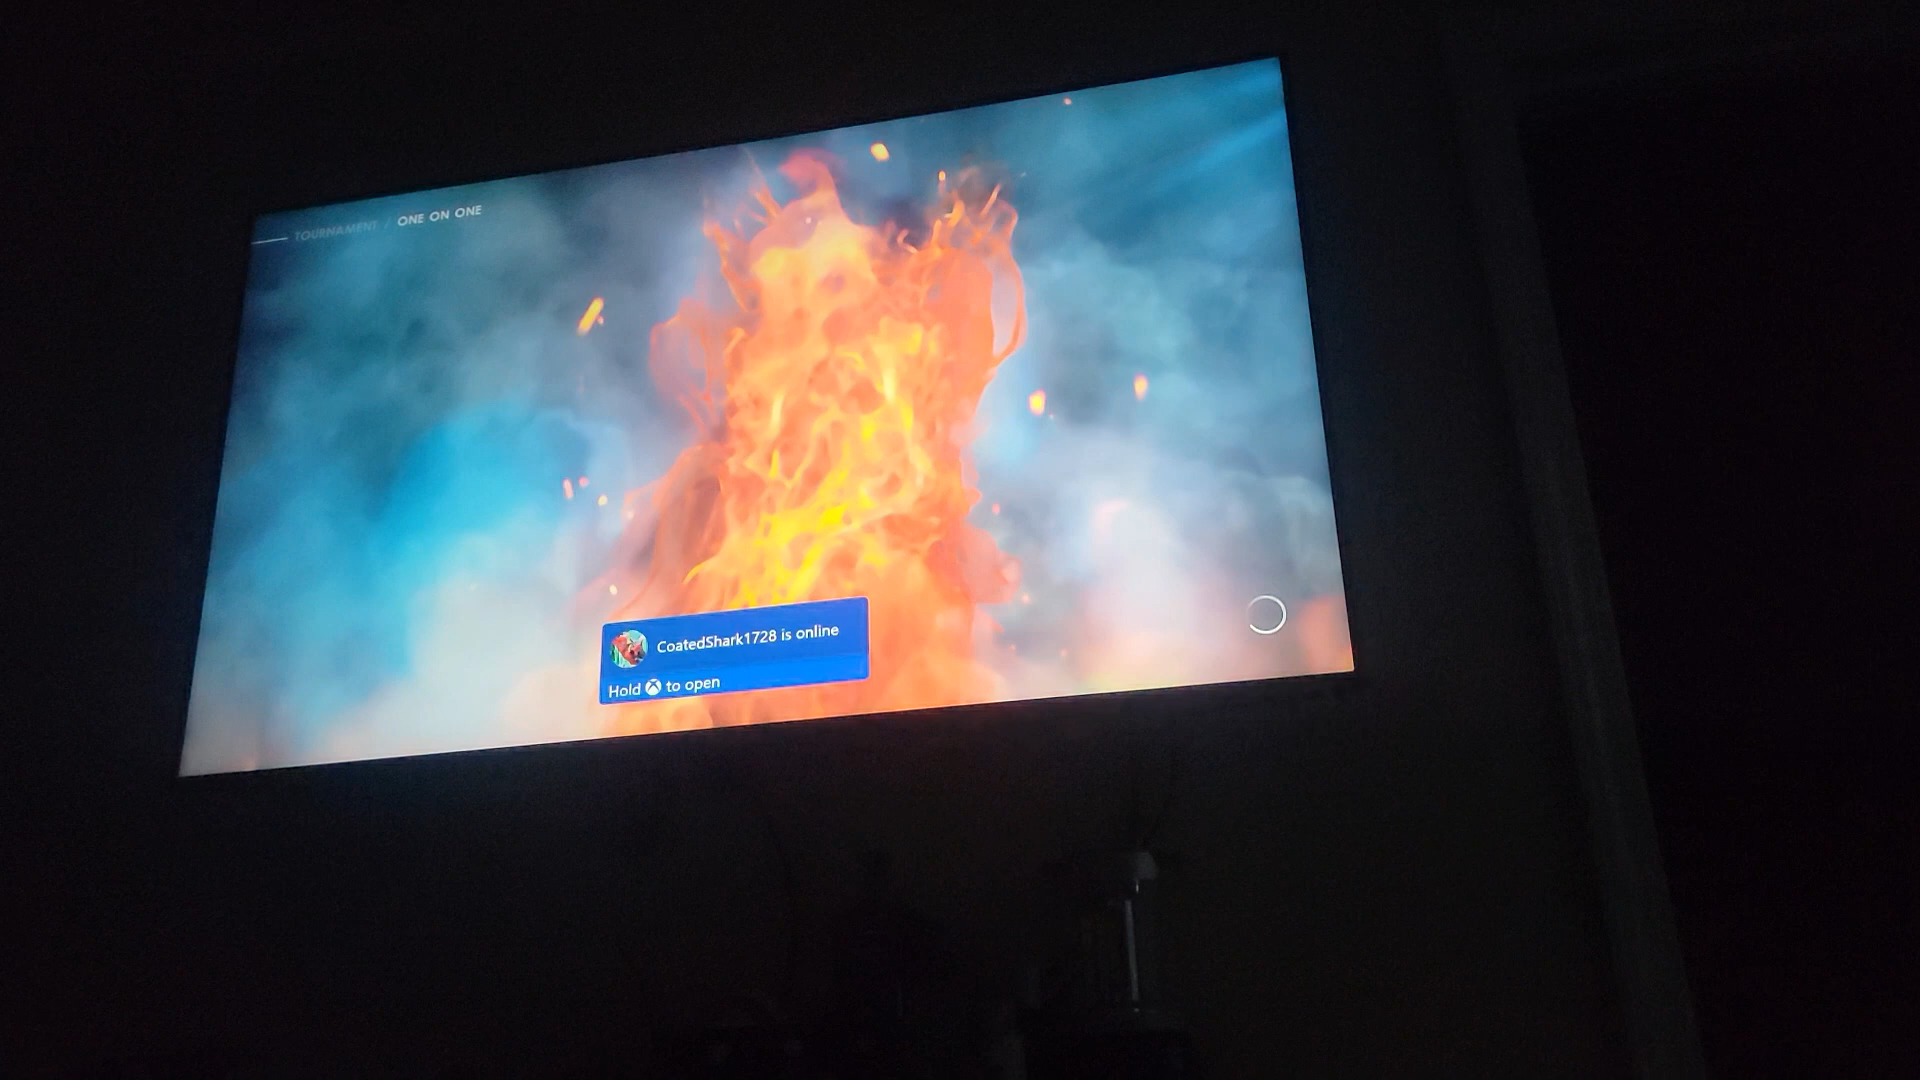 TOURNAMENT / ONE ON ONE
CoatedShark1728 is online
Hold to open